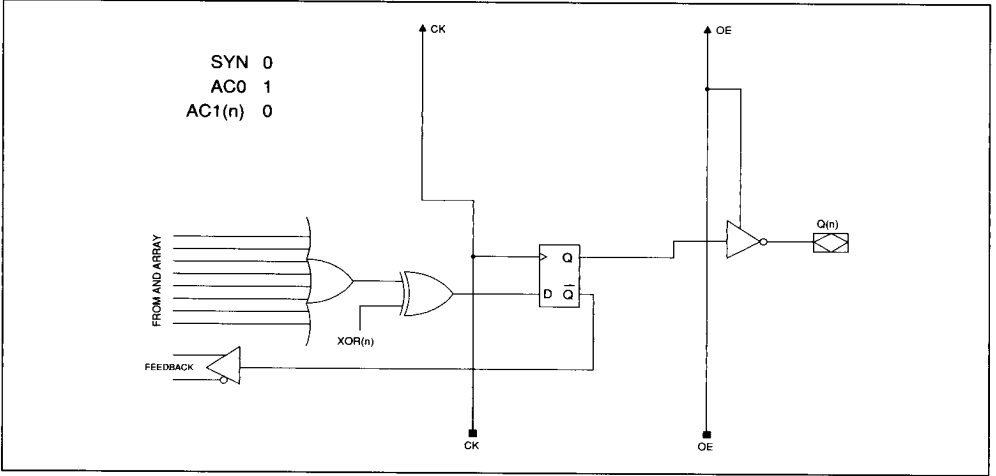 CK
OE
SYN 0
AC0 1
AC1(n) 0
Q(n)
FROM AND ARRAY
Q
D Q̅
XOR(n)
FEEDBACK
CK
OE